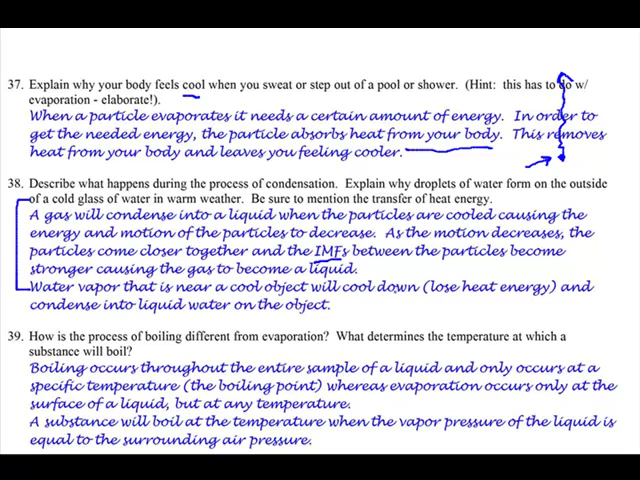 37. Explain why your body feels cool when you sweat or step out of a pool or shower. (Hint: this has to do w/
evaporation - elaborate!).
When a particle evaporates it needs a certain amount of energy. In order to
get the needed energy, the particle absorbs heat from your body. This removes
heat from your body and leaves you feeling cooler.
38. Describe what happens during the process of condensation. Explain why droplets of water form on the outside
of a cold glass of water in warm weather. Be sure to mention the transfer of heat energy.
A gas will condense into a liquid when the particles are cooled causing the
energy and motion of the particles to decrease. As the motion decreases, the
particles come closer together and the IMFs between the particles become
stronger causing the gas to become a liquid.
Water vapor that is near a cool object will cool down (lose heat energy) and
condense into liquid water on the object.
39. How is the process of boiling different from evaporation? What determines the temperature at which a
substance will boil?
Boiling occurs throughout the entire sample of a liquid and only occurs at a
specific temperature (the boiling point) whereas evaporation occurs only at the
surface of a liquid, but at any temperature.
A substance will boil at the temperature when the vapor pressure of the liquid is
equal to the surrounding air pressure.